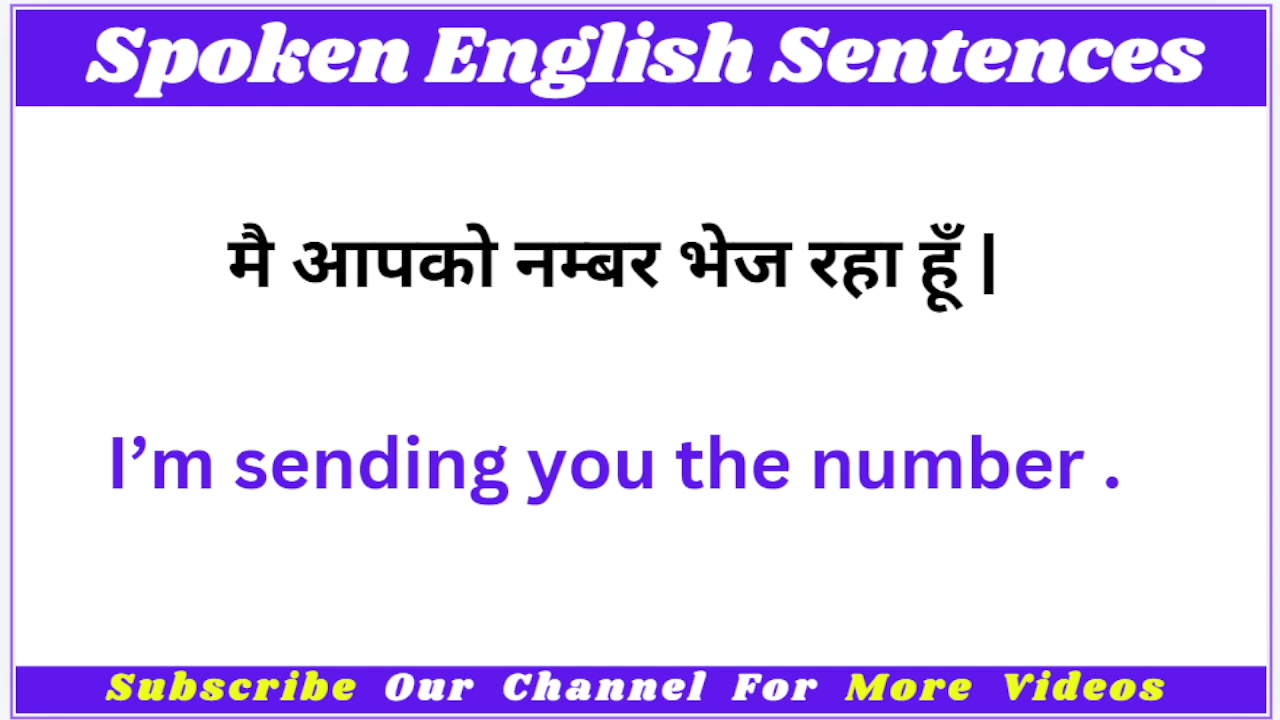 Spoken English Sentences
मै आपको नम्बर भेज रहा हूँ |
I’m sending you the number .
Subscribe Our Channel For More Videos